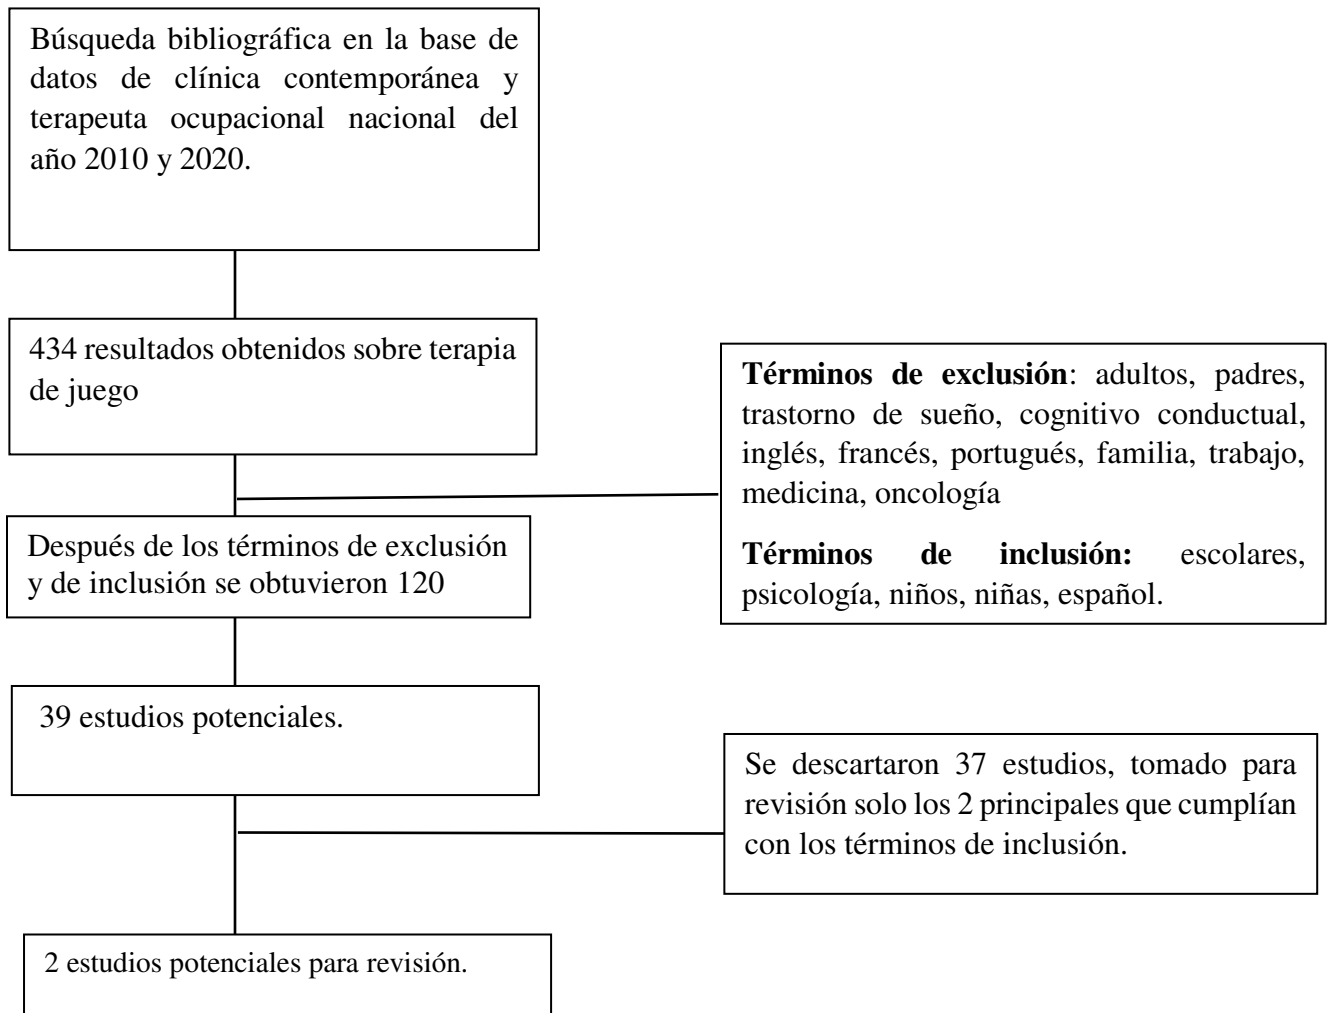 Búsqueda bibliográfica en la base de
datos de clínica contemporánea y
terapeuta ocupacional nacional del
año 2010 y 2020.
434 resultados obtenidos sobre terapia
de juego
Términos de exclusión: adultos, padres,
trastorno de sueño, cognitivo conductual,
inglés, francés, portugués, familia, trabajo,
medicina, oncología
Términos de inclusión: escolares,
psicología, niños, niñas, español.
Después de los términos de exclusión
y de inclusión se obtuvieron 120
39 estudios potenciales.
Se descartaron 37 estudios, tomado para
revisión solo los 2 principales que cumplían
con los términos de inclusión.
2 estudios potenciales para revisión.